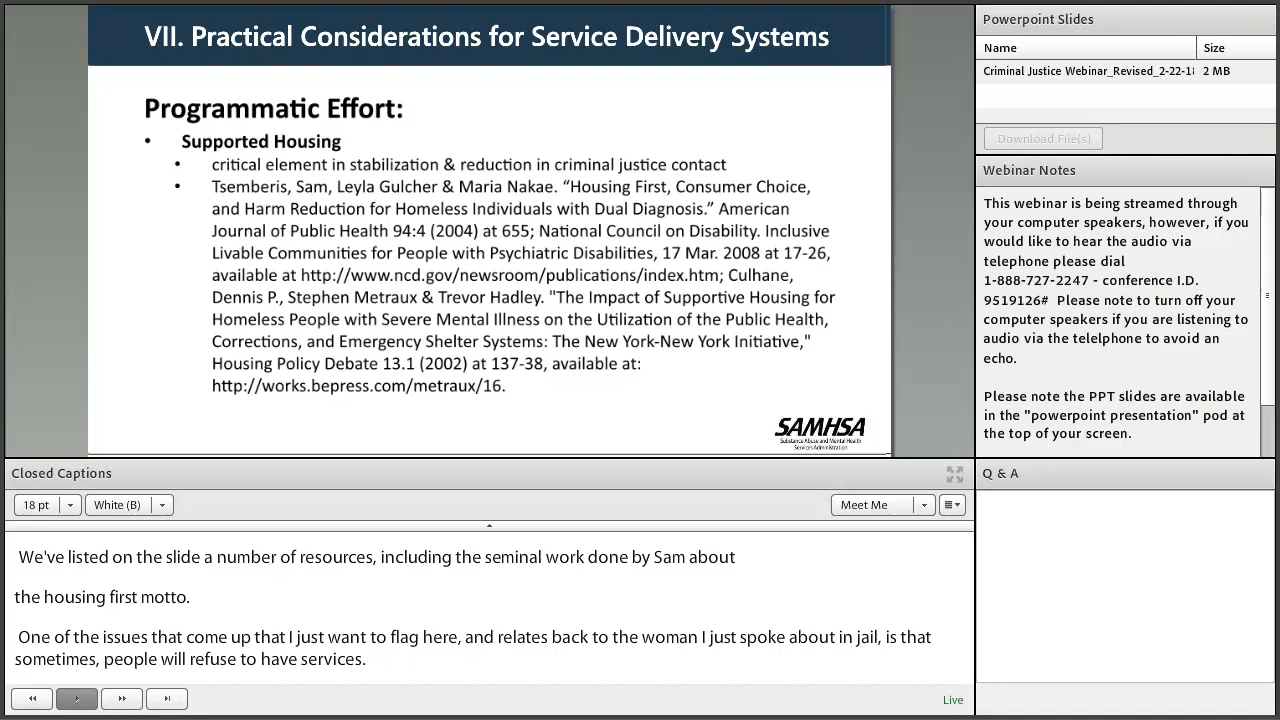 VII. Practical Considerations for Service Delivery Systems
Programmatic Effort:
• Supported Housing
• critical element in stabilization & reduction in criminal justice contact
• Tsemberis, Sam, Leyla Gulcher & Maria Nakae. “Housing First, Consumer Choice,
and Harm Reduction for Homeless Individuals with Dual Diagnosis.” American
Journal of Public Health 94:4 (2004) at 655; National Council on Disability. Inclusive
Livable Communities for People with Psychiatric Disabilities, 17 Mar. 2008 at 17-26,
available at http://www.ncd.gov/newsroom/publications/index.htm; Culhane,
Dennis P., Stephen Metraux & Trevor Hadley. "The Impact of Supportive Housing for
Homeless People with Severe Mental Illness on the Utilization of the Public Health,
Corrections, and Emergency Shelter Systems: The New York-New York Initiative,"
Housing Policy Debate 13.1 (2002) at 137-38, available at:
http://works.bepress.com/metraux/16.
SAMHSA
Substance Abuse and Mental Health
Services Administration
Powerpoint Slides
Name Size
Criminal Justice Webinar_Revised_2-22-1 2 MB
Download File(s)
Webinar Notes
This webinar is being streamed through
your computer speakers, however, if you
would like to hear the audio via
telephone please dial
1-888-727-2247 - conference I.D.
9519126# Please note to turn off your
computer speakers if you are listening to
audio via the telelphone to avoid an
echo.
Please note the PPT slides are available
in the "powerpoint presentation" pod at
the top of your screen.
Closed Captions
18 pt White (B) Meet Me
We've listed on the slide a number of resources, including the seminal work done by Sam about
the housing first motto.
One of the issues that come up that I just want to flag here, and relates back to the woman I just spoke about in jail, is that
sometimes, people will refuse to have services.
Live
Q & A